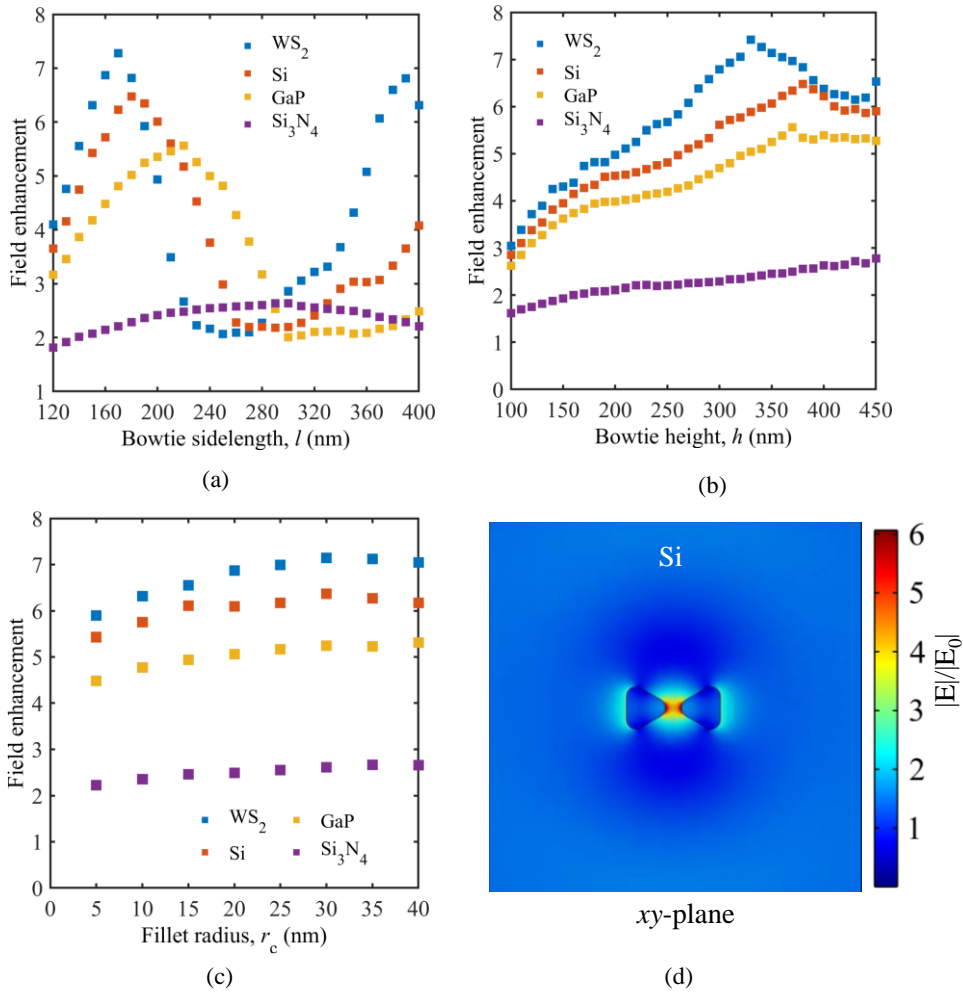 8
7
6
5
4
3
2
1
Field enhancement
WS2
Si
GaP
Si3N4
120 160 200 240 280 320 360 400
Bowtie sidelength, l (nm)
(a)
8
7
6
5
4
3
2
1
0
Field enhancement
WS2
Si
GaP
Si3N4
100 150 200 250 300 350 400 450
Bowtie height, h (nm)
(b)
8
7
6
5
4
3
2
1
0
Field enhancement
WS2 GaP
Si Si3N4
0 5 10 15 20 25 30 35 40
Fillet radius, rc (nm)
(c)
Si
6
5
4
3
2
1
|E|/|E0|
xy-plane
(d)